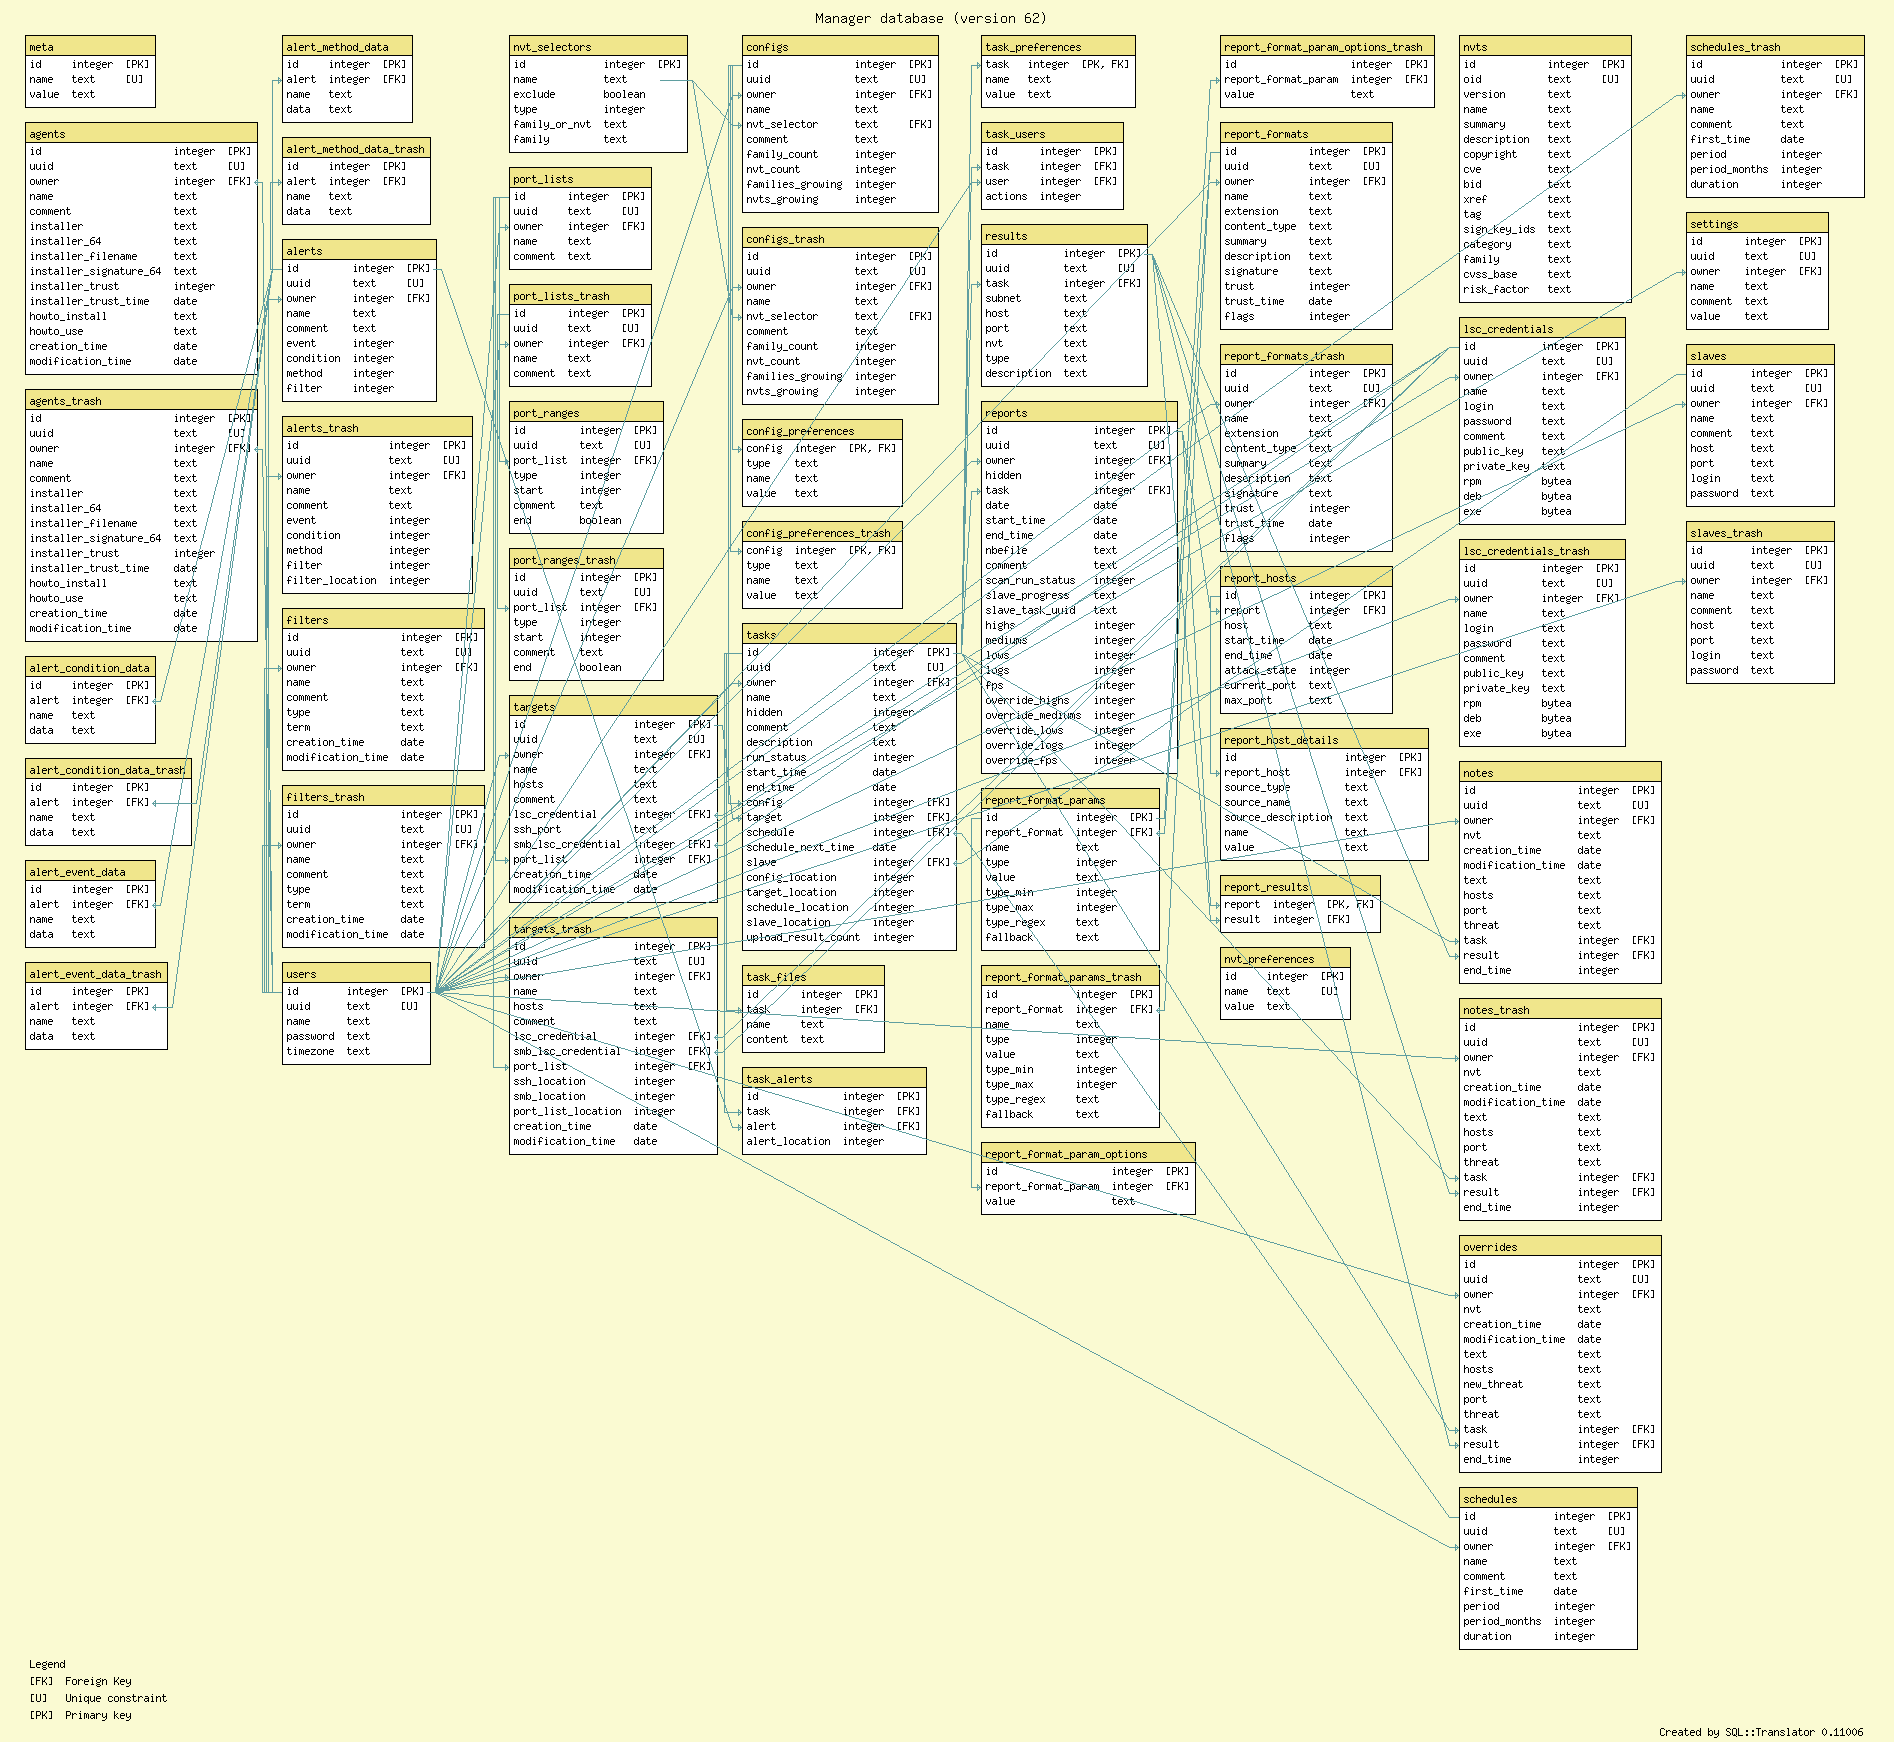 Manager database (version 62)
meta
id integer [PK]
name text [U]
value text
agents
id integer [PK]
uuid text [U]
owner integer [FK]
name text
comment text
installer text
installer_64 text
installer_filename text
installer_signature_64 text
installer_trust integer
installer_trust_time date
howto_install text
howto_use text
creation_time date
modification_time date
agents_trash
id integer [PK]
uuid text [U]
owner integer [FK]
name text
comment text
installer text
installer_64 text
installer_filename text
installer_signature_64 text
installer_trust integer
installer_trust_time date
howto_install text
howto_use text
creation_time date
modification_time date
alert_condition_data
id integer [PK]
alert integer [FK]
name text
data text
alert_condition_data_trash
id integer [PK]
alert integer [FK]
name text
data text
alert_event_data
id integer [PK]
alert integer [FK]
name text
data text
alert_event_data_trash
id integer [PK]
alert integer [FK]
name text
data text
alert_method_data
id integer [PK]
alert integer [FK]
name text
data text
alert_method_data_trash
id integer [PK]
alert integer [FK]
name text
data text
alerts
id integer [PK]
uuid text [U]
owner integer [FK]
name text
comment text
event integer
condition integer
method integer
filter integer
alerts_trash
id integer [PK]
uuid text [U]
owner integer [FK]
name text
comment text
event integer
condition integer
method integer
filter integer
filter_location integer
filters
id integer [FK]
uuid text [U]
owner integer [FK]
name text
comment text
type text
term text
creation_time date
modification_time date
filters_trash
id integer [PK]
uuid text [U]
owner integer [FK]
name text
comment text
type text
term text
creation_time date
modification_time date
users
id integer [PK]
uuid text [U]
name text
password text
timezone text
nvt_selectors
id integer [PK]
name text
exclude boolean
type integer
family_or_nvt text
family text
port_lists
id integer [PK]
uuid text [U]
owner integer [FK]
name text
comment text
port_lists_trash
id integer [PK]
uuid text [U]
owner integer [FK]
name text
comment text
port_ranges
id integer [PK]
uuid text [U]
port_list integer [FK]
type integer
start integer
comment text
end boolean
port_ranges_trash
id integer [PK]
uuid text [U]
port_list integer [FK]
type integer
start integer
comment text
end boolean
targets
id integer [PK]
uuid text [U]
owner integer [FK]
name text
hosts text
comment text
lsc_credential integer [FK]
ssh_port text
smb_lsc_credential integer [FK]
port_list integer [FK]
creation_time date
modification_time date
targets_trash
id integer [PK]
uuid text [U]
owner integer [FK]
name text
hosts text
comment text
lsc_credential integer [FK]
smb_lsc_credential integer [FK]
port_list integer [FK]
ssh_location integer
smb_location integer
port_list_location integer
creation_time date
modification_time date
configs
id integer [PK]
uuid text [U]
owner integer [FK]
name text
nvt_selector text [FK]
comment text
family_count integer
nvt_count integer
families_growing integer
nvts_growing integer
configs_trash
id integer [PK]
uuid text [U]
owner integer [FK]
name text
nvt_selector text [FK]
comment text
family_count integer
nvt_count integer
families_growing integer
nvts_growing integer
config_preferences
config integer [PK, FK]
type text
name text
value text
config_preferences_trash
config integer [PK, FK]
type text
name text
value text
tasks
id integer [PK]
uuid text [U]
owner integer [FK]
name text
hidden integer
comment text
description text
run_status integer
start_time date
end_time date
config integer [FK]
target integer [FK]
schedule integer [FK]
schedule_next_time date
slave integer [FK]
config_location integer
target_location integer
schedule_location integer
slave_location integer
upload_result_count integer
task_files
id integer [PK]
task integer [FK]
name text
content text
task_alerts
id integer [PK]
task integer [FK]
alert integer [FK]
alert_location integer
task_preferences
task integer [PK, FK]
name text
value text
task_users
id integer [PK]
task integer [FK]
user integer [FK]
actions integer
results
id integer [PK]
uuid text [U]
task integer [FK]
subnet text
host text
port text
nvt text
type text
description text
reports
id integer [PK]
uuid text [U]
owner integer [FK]
hidden integer
task integer [FK]
date date
start_time date
end_time date
nbefile text
comment text
scan_run_status integer
slave_progress text
slave_task_uuid text
highs integer
mediums integer
lows integer
logs integer
fps integer
override_highs integer
override_mediums integer
override_lows integer
override_logs integer
override_fps integer
report_format_params
id integer [PK]
report_format integer [FK]
name text
type integer
value text
type_min integer
type_max integer
type_regex text
fallback text
report_format_params_trash
id integer [PK]
report_format integer [FK]
name text
type integer
value text
type_min integer
type_max integer
type_regex text
fallback text
report_format_param_options
id integer [PK]
report_format_param integer [FK]
value text
report_format_param_options_trash
id integer [PK]
report_format_param integer [FK]
value text
report_formats
id integer [PK]
uuid text [U]
owner integer [FK]
name text
extension text
content_type text
summary text
description text
signature text
trust integer
trust_time date
flags integer
report_formats_trash
id integer [PK]
uuid text [U]
owner integer [FK]
name text
extension text
content_type text
summary text
description text
signature text
trust integer
trust_time date
flags integer
report_hosts
id integer [PK]
report integer [FK]
host text
start_time date
end_time date
attack_state integer
current_port text
max_port text
report_host_details
id integer [PK]
report_host integer [FK]
source_type text
source_name text
source_description text
name text
value text
report_results
report integer [PK, FK]
result integer [FK]
nvt_preferences
id integer [PK]
name text [U]
value text
nvts
id integer [PK]
oid text [U]
version text
name text
summary text
description text
copyright text
cve text
bid text
xref text
tag text
sign_key_ids text
category text
family text
cvss_base text
risk_factor text
lsc_credentials
id integer [PK]
uuid text [U]
owner integer [FK]
name text
login text
password text
comment text
public_key text
private_key text
rpm bytea
deb bytea
exe bytea
lsc_credentials_trash
id integer [PK]
uuid text [U]
owner integer [FK]
name text
login text
password text
comment text
public_key text
private_key text
rpm bytea
deb bytea
exe bytea
notes
id integer [PK]
uuid text [U]
owner integer [FK]
nvt text
creation_time date
modification_time date
text text
hosts text
port text
threat text
task integer [FK]
result integer [FK]
end_time integer
notes_trash
id integer [PK]
uuid text [U]
owner integer [FK]
nvt text
creation_time date
modification_time date
text text
hosts text
port text
threat text
task integer [FK]
result integer [FK]
end_time integer
overrides
id integer [PK]
uuid text [U]
owner integer [FK]
nvt text
creation_time date
modification_time date
text text
hosts text
new_threat text
port text
threat text
task integer [FK]
result integer [FK]
end_time integer
schedules
id integer [PK]
uuid text [U]
owner integer [FK]
name text
comment text
first_time date
period integer
period_months integer
duration integer
schedules_trash
id integer [PK]
uuid text [U]
owner integer [FK]
name text
comment text
first_time date
period integer
period_months integer
duration integer
settings
id integer [PK]
uuid text [U]
owner integer [FK]
name text
comment text
value text
slaves
id integer [PK]
uuid text [U]
owner integer [FK]
name text
comment text
host text
port text
login text
password text
slaves_trash
id integer [PK]
uuid text [U]
owner integer [FK]
name text
comment text
host text
port text
login text
password text
Legend
[FK] Foreign Key
[U] Unique constraint
[PK] Primary key
Created by SQL::Translator 0.11006